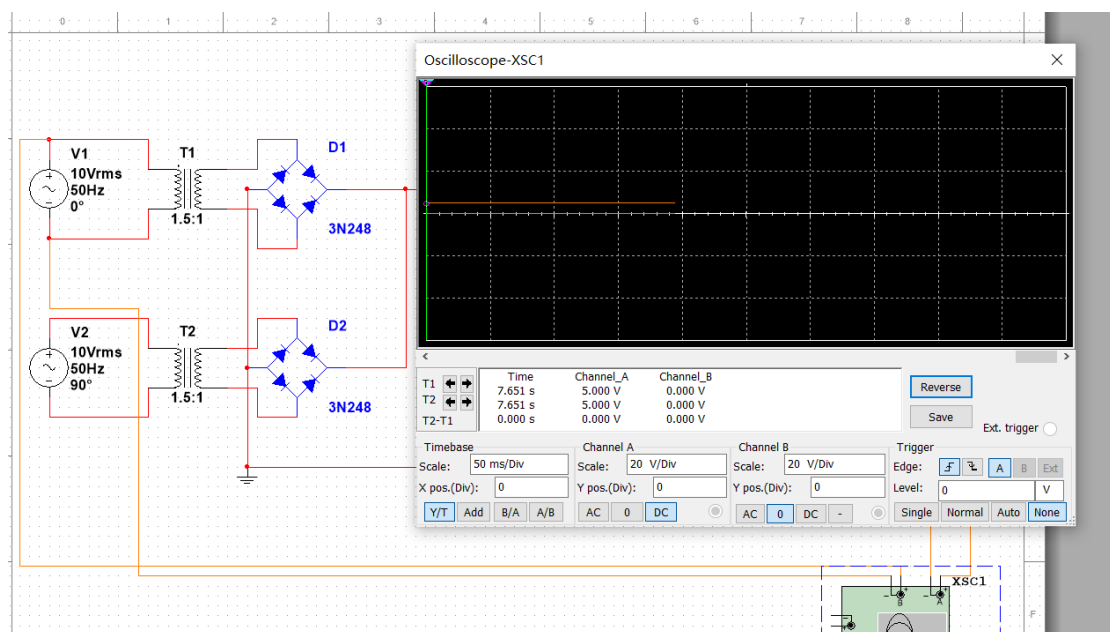 0 1 2 3 4 5 6 7 8
Oscilloscope-XSC1
V1
10Vrms
50Hz
0°
T1
1.5:1
D1
3N248
V2
10Vrms
50Hz
90°
T2
1.5:1
D2
3N248
Time Channel_A Channel_B
T1 7.651 s 5.000 V 0.000 V
T2 7.651 s 5.000 V 0.000 V
T2-T1 0.000 s 0.000 V 0.000 V
Reverse
Save
Ext. trigger
Timebase
Scale: 50 ms/Div
X pos.(Div): 0
Y/T Add B/A A/B
Channel A
Scale: 20 V/Div
Y pos.(Div): 0
AC 0 DC
Channel B
Scale: 20 V/Div
Y pos.(Div): 0
AC 0 DC -
Trigger
Edge: A B Ext
Level: 0 V
Single Normal Auto None
XSC1
B A
F